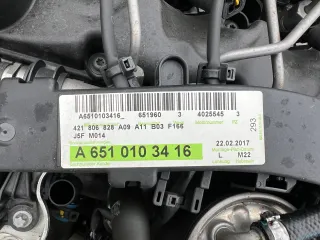 A6510103416_ 651960 3 4025545 3
421 806 828 A09 A11 B03 F166
J5F M014
293
A 651 010 34 16
22.02.2017
L M22